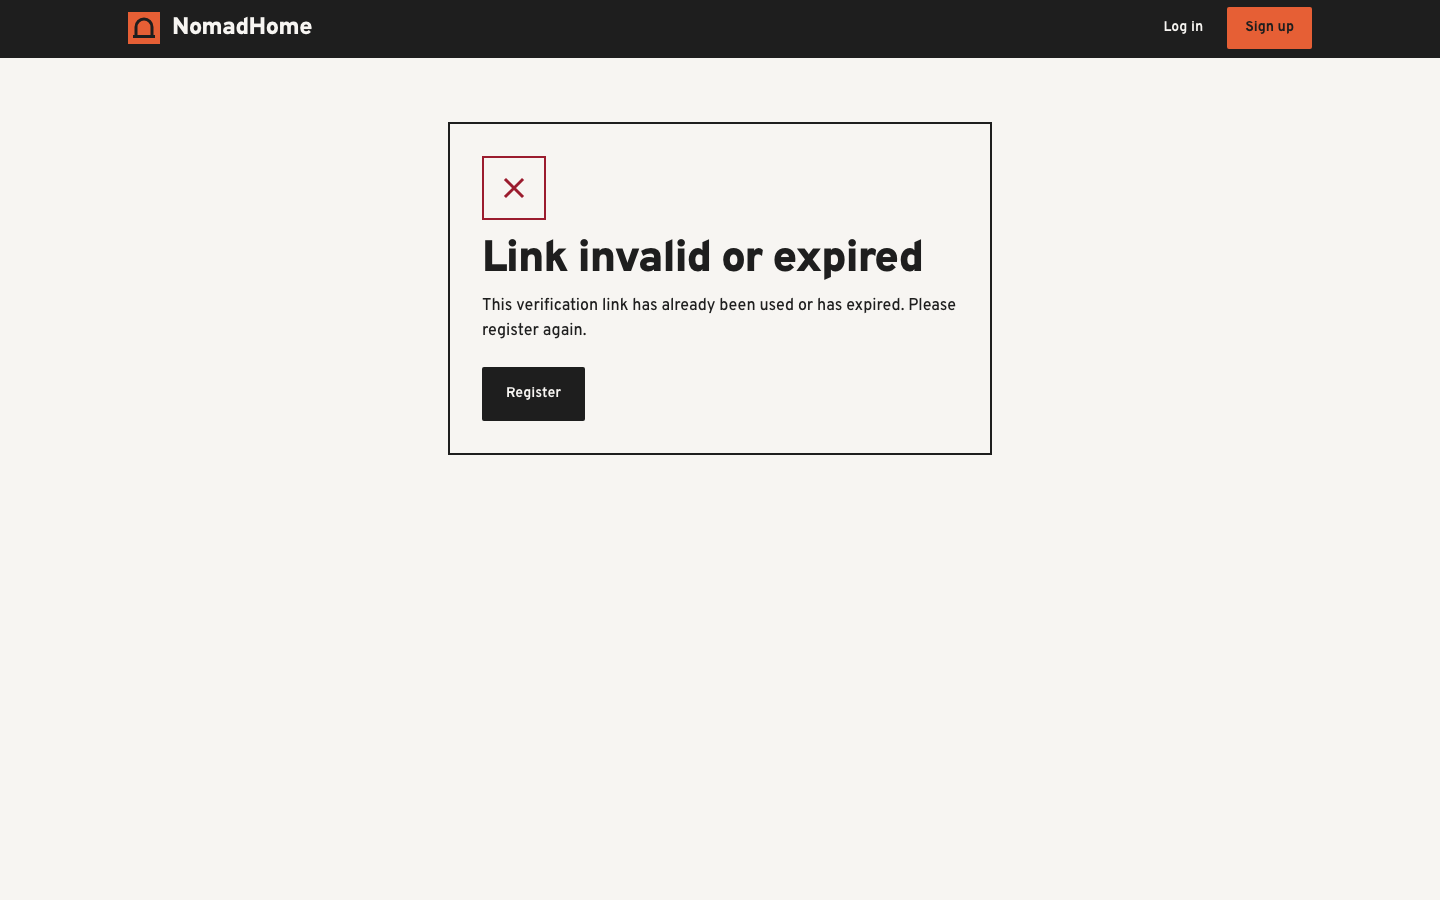 NomadHome
Log in
Sign up
Link invalid or expired
This verification link has already been used or has expired. Please
register again.
Register